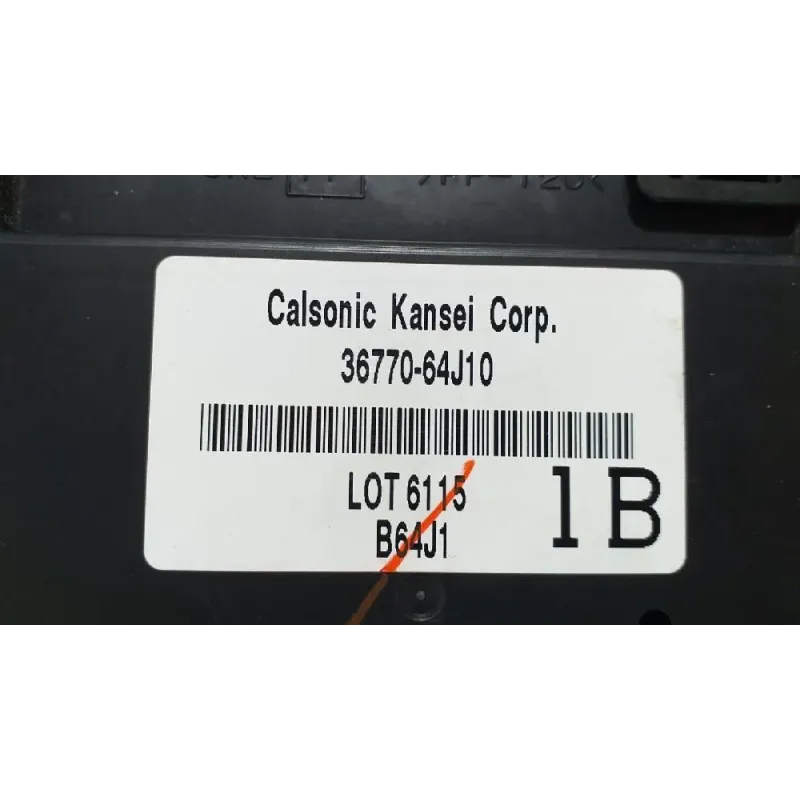 Calsonic Kansei Corp.
36770-64J10
LOT 6115
B64J1
1B